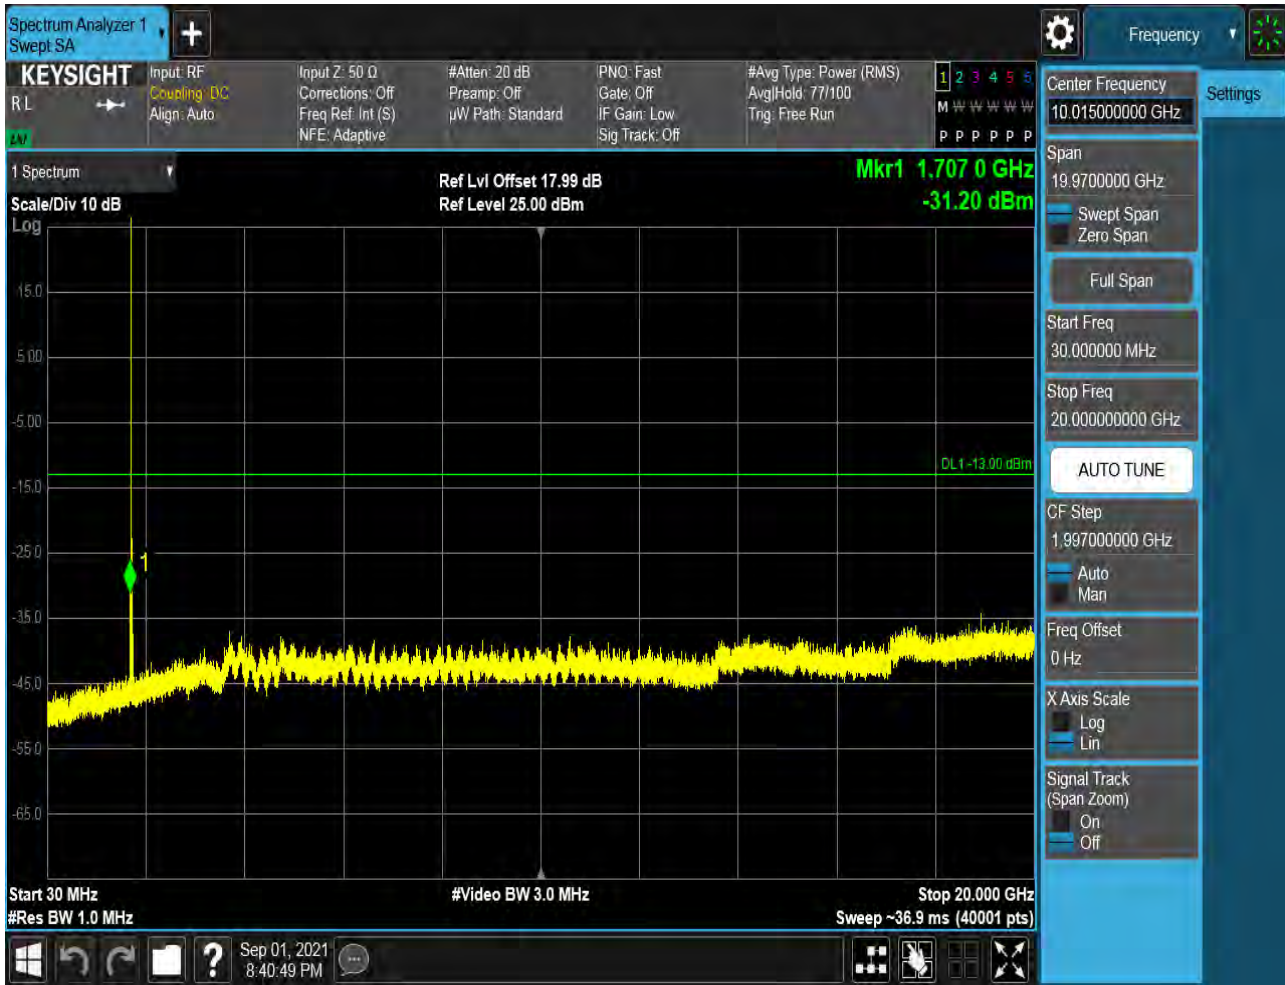 Spectrum Analyzer 1
Swept SA
Frequency
KEYSIGHT
R L
Input: RF
Coupling: DC
Align: Auto
Input Z: 50 Ω
Corrections: Off
Freq Ref: Int (S)
NFE: Adaptive
#Atten: 20 dB
Preamp: Off
µW Path: Standard
PNO: Fast
Gate: Off
IF Gain: Low
Sig Track: Off
#Avg Type: Power (RMS)
Avg|Hold: 77/100
Trig: Free Run
1 2 3 4 5 6
M W W W W W
P P P P P P
1 Spectrum
Scale/Div 10 dB
Log
Ref Lvl Offset 17.99 dB
Ref Level 25.00 dBm
Mkr1 1.707 0 GHz
-31.20 dBm
15.0
5.00
-5.00
DL1 -13.00 dBm
-15.0
-25.0
1
-35.0
-45.0
-55.0
-65.0
Start 30 MHz
#Res BW 1.0 MHz
#Video BW 3.0 MHz
Stop 20.000 GHz
Sweep ~36.9 ms (40001 pts)
Sep 01, 2021
8:40:49 PM
Center Frequency
10.015000000 GHz
Settings
Span
19.9700000 GHz
Swept Span
Zero Span
Full Span
Start Freq
30.000000 MHz
Stop Freq
20.000000000 GHz
AUTO TUNE
CF Step
1.997000000 GHz
Auto
Man
Freq Offset
0 Hz
X Axis Scale
Log
Lin
Signal Track
(Span Zoom)
On
Off